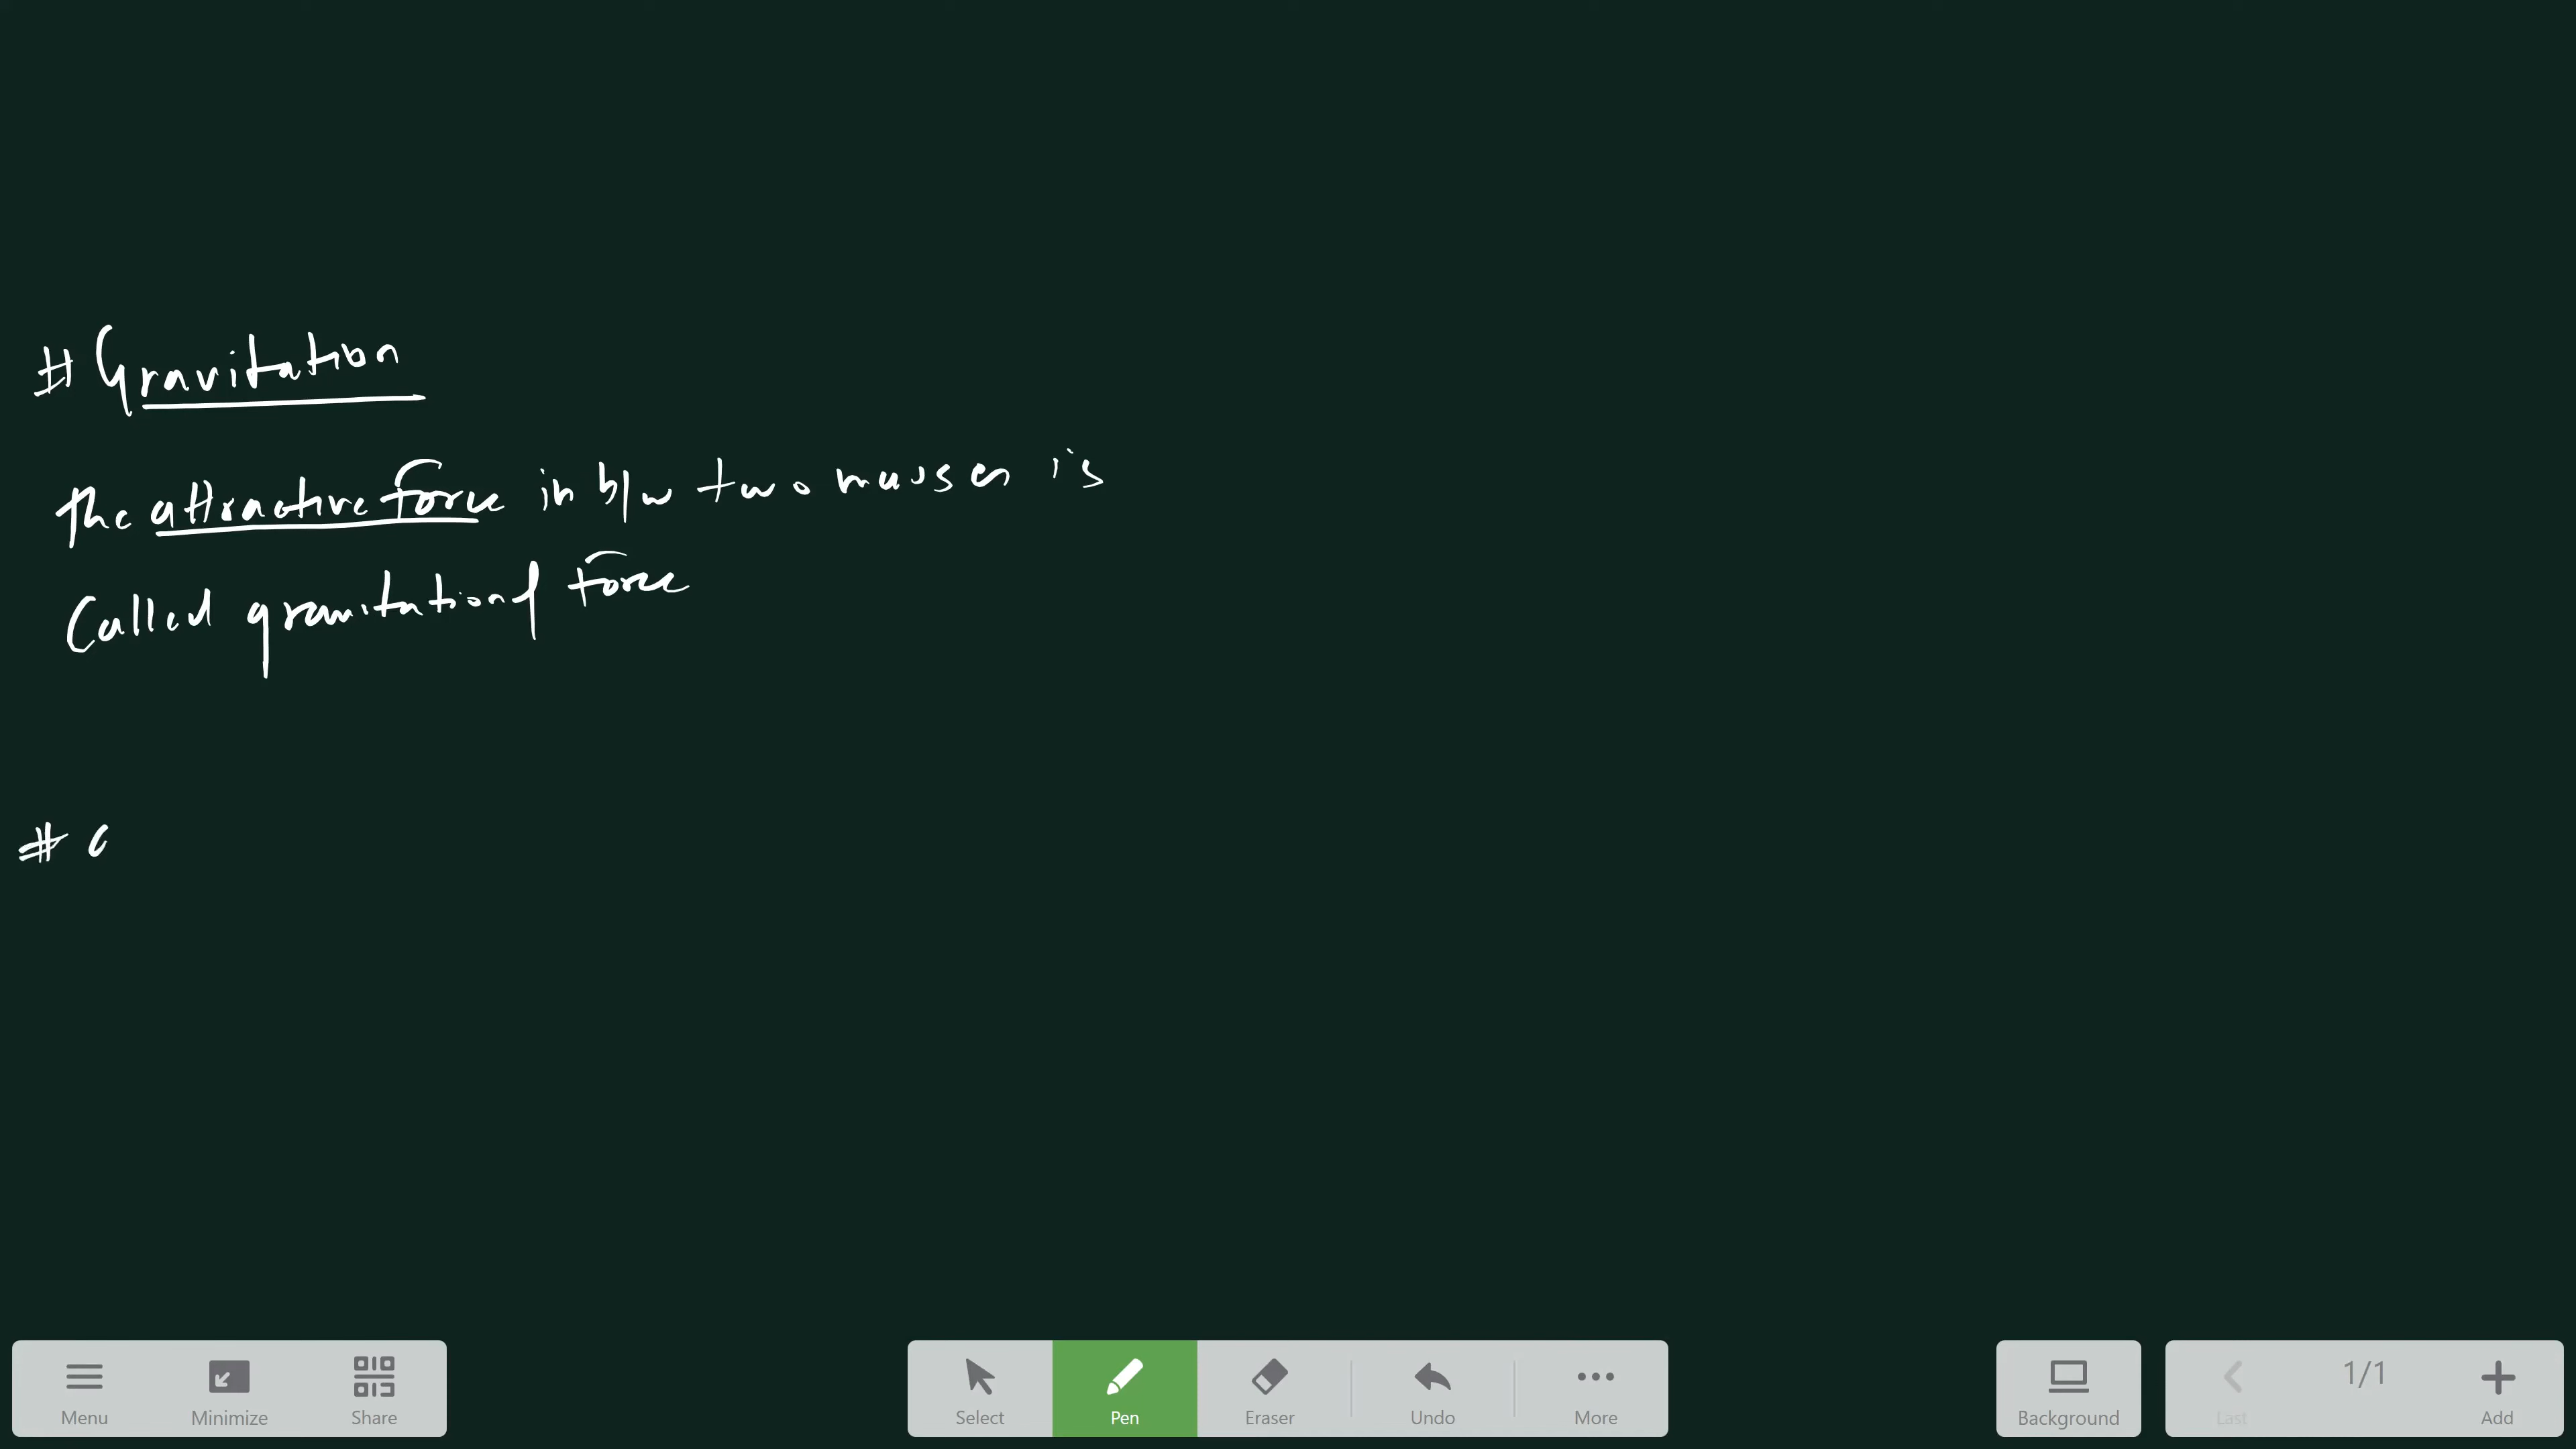 # Gravitation
The attractive force in b/w two masses is
Called gravitational force
#
Menu
Minimize
Share
Select
Pen
Eraser
Undo
More
Background
Last
1/1
Add